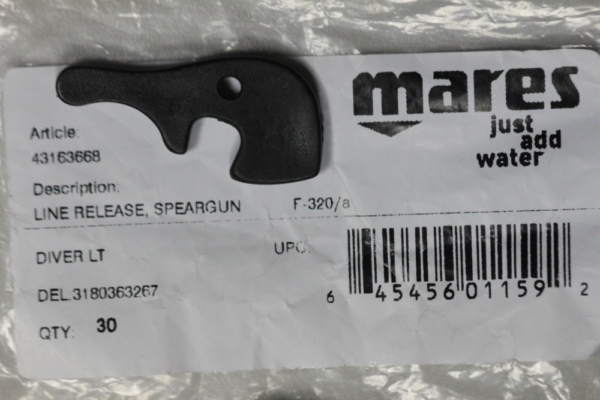 mares
just
add
water
Article:
43163668
Description:
LINE RELEASE, SPEARGUN F-320/a
DIVER LT UPC:
DEL.3180363267
QTY: 30
6 45456 01159 2